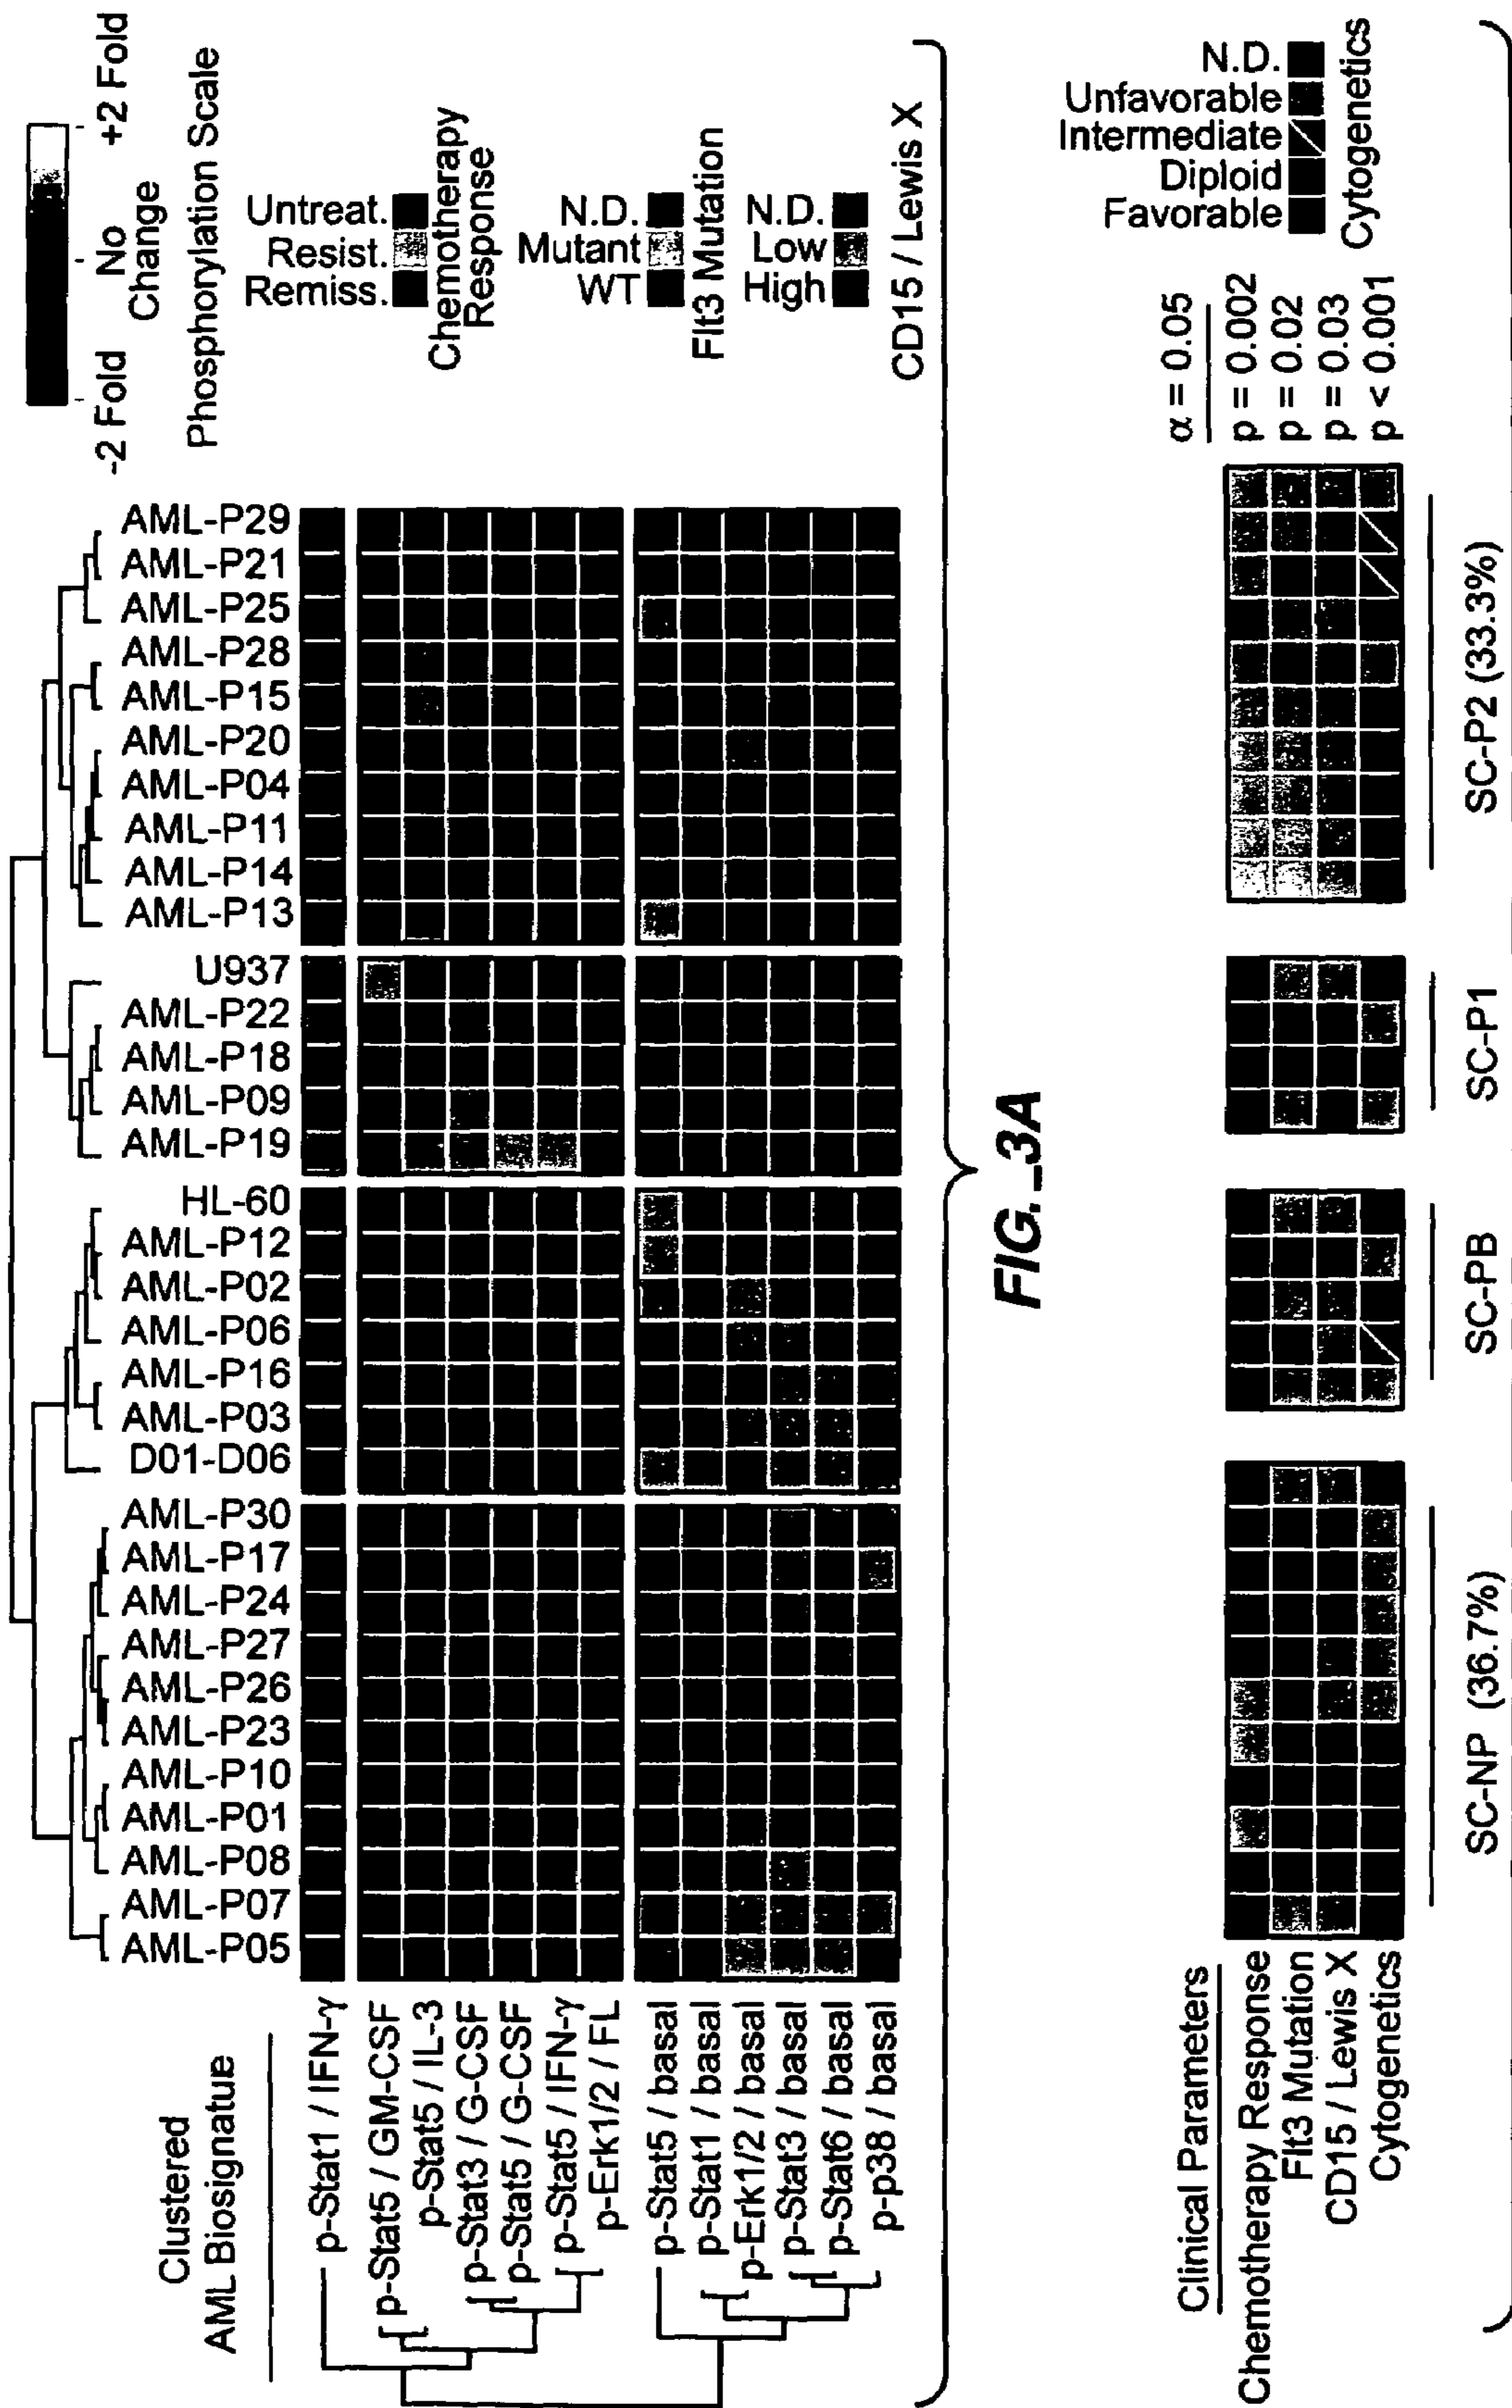 -2 Fold
No
Change
+2 Fold
Phosphorylation Scale
Untreat.
Resist.
Remiss.
Chemotherapy
Response
N.D.
Mutant
WT
Flt3 Mutation
N.D.
Low
High
CD15 / Lewis X
AML-P05
AML-P07
AML-P08
AML-P01
AML-P10
AML-P23
AML-P26
AML-P27
AML-P24
AML-P17
AML-P30
D01-D06
AML-P03
AML-P16
AML-P06
AML-P02
AML-P12
HL-60
AML-P19
AML-P09
AML-P18
AML-P22
U937
AML-P13
AML-P14
AML-P11
AML-P04
AML-P20
AML-P15
AML-P28
AML-P25
AML-P21
AML-P29
Clustered
AML Biosignature
p-Stat1 / IFN-γ
p-Stat5 / GM-CSF
p-Stat5 / IL-3
p-Stat3 / G-CSF
p-Stat5 / G-CSF
p-Stat5 / IFN-γ
p-Erk1/2 / FL
p-Stat5 / basal
p-Stat1 / basal
p-Erk1/2 / basal
p-Stat3 / basal
p-Stat6 / basal
p-p38 / basal
FIG._3A
N.D.
Unfavorable
Intermediate
Diploid
Favorable
Cytogenetics
Clinical Parameters
α = 0.05
Chemotherapy Response
p = 0.002
Flt3 Mutation
p = 0.02
CD15 / Lewis X
p = 0.03
Cytogenetics
p < 0.001
SC-NP (36.7%)
SC-PB
SC-P1
SC-P2 (33.3%)